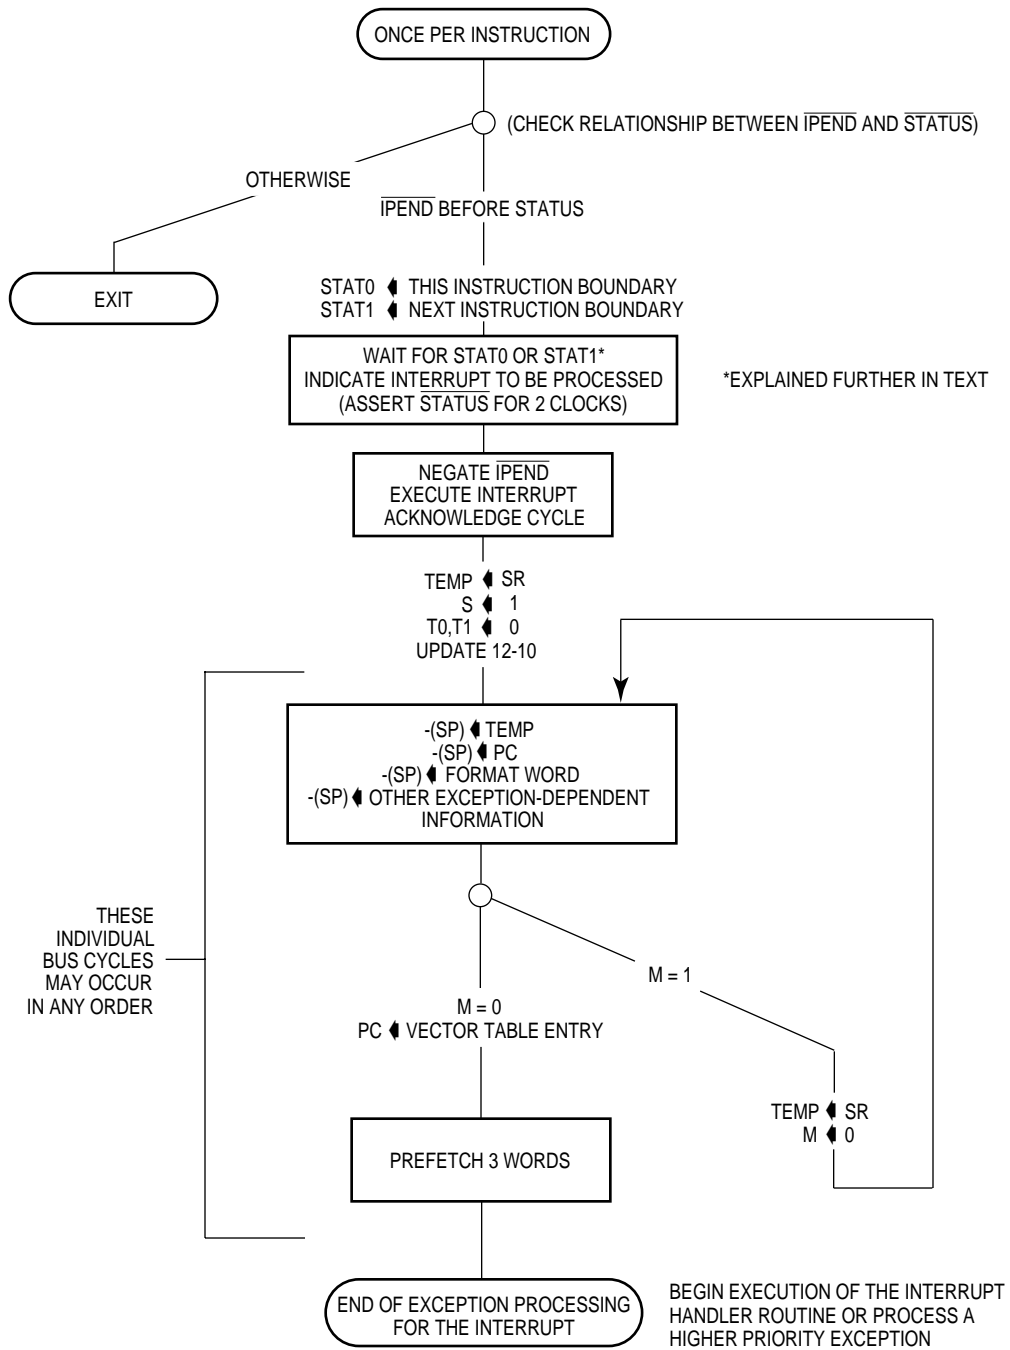 ONCE PER INSTRUCTION
(CHECK RELATIONSHIP BETWEEN IPEND AND STATUS)
OTHERWISE
IPEND BEFORE STATUS
EXIT
STAT0 ◀ THIS INSTRUCTION BOUNDARY
STAT1 ◀ NEXT INSTRUCTION BOUNDARY
WAIT FOR STAT0 OR STAT1*
INDICATE INTERRUPT TO BE PROCESSED
(ASSERT STATUS FOR 2 CLOCKS)
*EXPLAINED FURTHER IN TEXT
NEGATE IPEND
EXECUTE INTERRUPT
ACKNOWLEDGE CYCLE
TEMP ◀ SR
S ◀ 1
T0,T1 ◀ 0
UPDATE 12-10
-(SP) ◀ TEMP
-(SP) ◀ PC
-(SP) ◀ FORMAT WORD
-(SP) ◀ OTHER EXCEPTION-DEPENDENT
INFORMATION
THESE
INDIVIDUAL
BUS CYCLES
MAY OCCUR
IN ANY ORDER
M = 1
M = 0
PC ◀ VECTOR TABLE ENTRY
TEMP ◀ SR
M ◀ 0
PREFETCH 3 WORDS
END OF EXCEPTION PROCESSING
FOR THE INTERRUPT
BEGIN EXECUTION OF THE INTERRUPT
HANDLER ROUTINE OR PROCESS A
HIGHER PRIORITY EXCEPTION